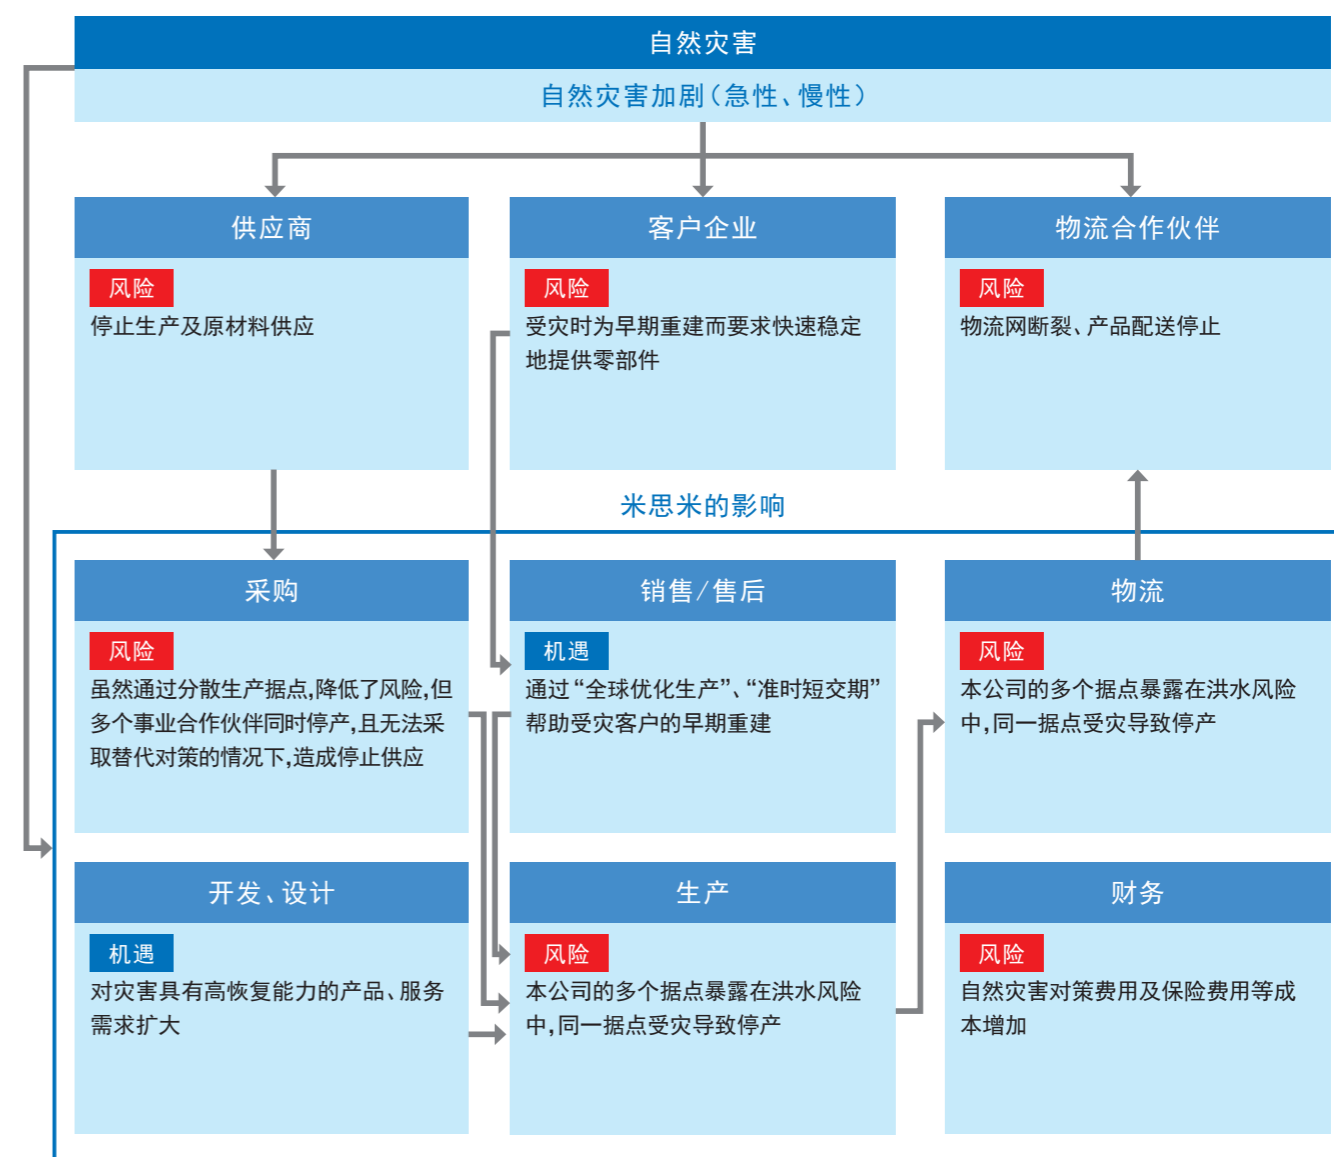 自然灾害
自然灾害加剧（急性、慢性）
供应商
客户企业
物流合作伙伴
风险
停止生产及原材料供应
风险
受灾时为早期重建而要求快速稳定
地提供零部件
风险
物流网断裂、产品配送停止
米思米的影响
采购
销售/售后
物流
风险
虽然通过分散生产据点,降低了风险,但
多个事业合作伙伴同时停产,且无法采
取替代对策的情况下,造成停止供应
机遇
通过“全球优化生产”、“准时短交期”
帮助受灾客户的早期重建
风险
本公司的多个据点暴露在洪水风险
中,同一据点受灾导致停产
开发、设计
生产
财务
机遇
对灾害具有高恢复能力的产品、服务
需求扩大
风险
本公司的多个据点暴露在洪水风险
中,同一据点受灾导致停产
风险
自然灾害对策费用及保险费用等成
本增加